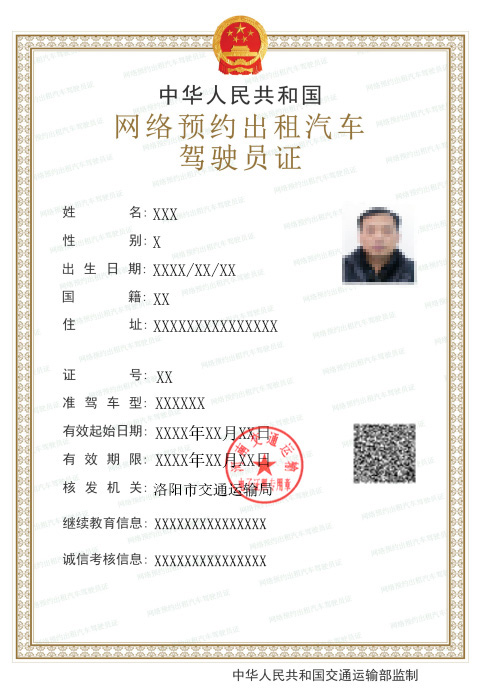 中华人民共和国
网络预约出租汽车
驾驶员证
姓名：XXX
性别：X
出生日期：XXXX/XX/XX
国籍：XX
住址：XXXXXXXXXXXXXXX
证号：XX
准驾车型：XXXXXX
有效起始日期：XXXX年XX月XX日
有效期限：XXXX年XX月XX日
核发机关：洛阳市交通运输局
继续教育信息：XXXXXXXXXXXXXXX
诚信考核信息：XXXXXXXXXXXXXXX
中华人民共和国交通运输部监制